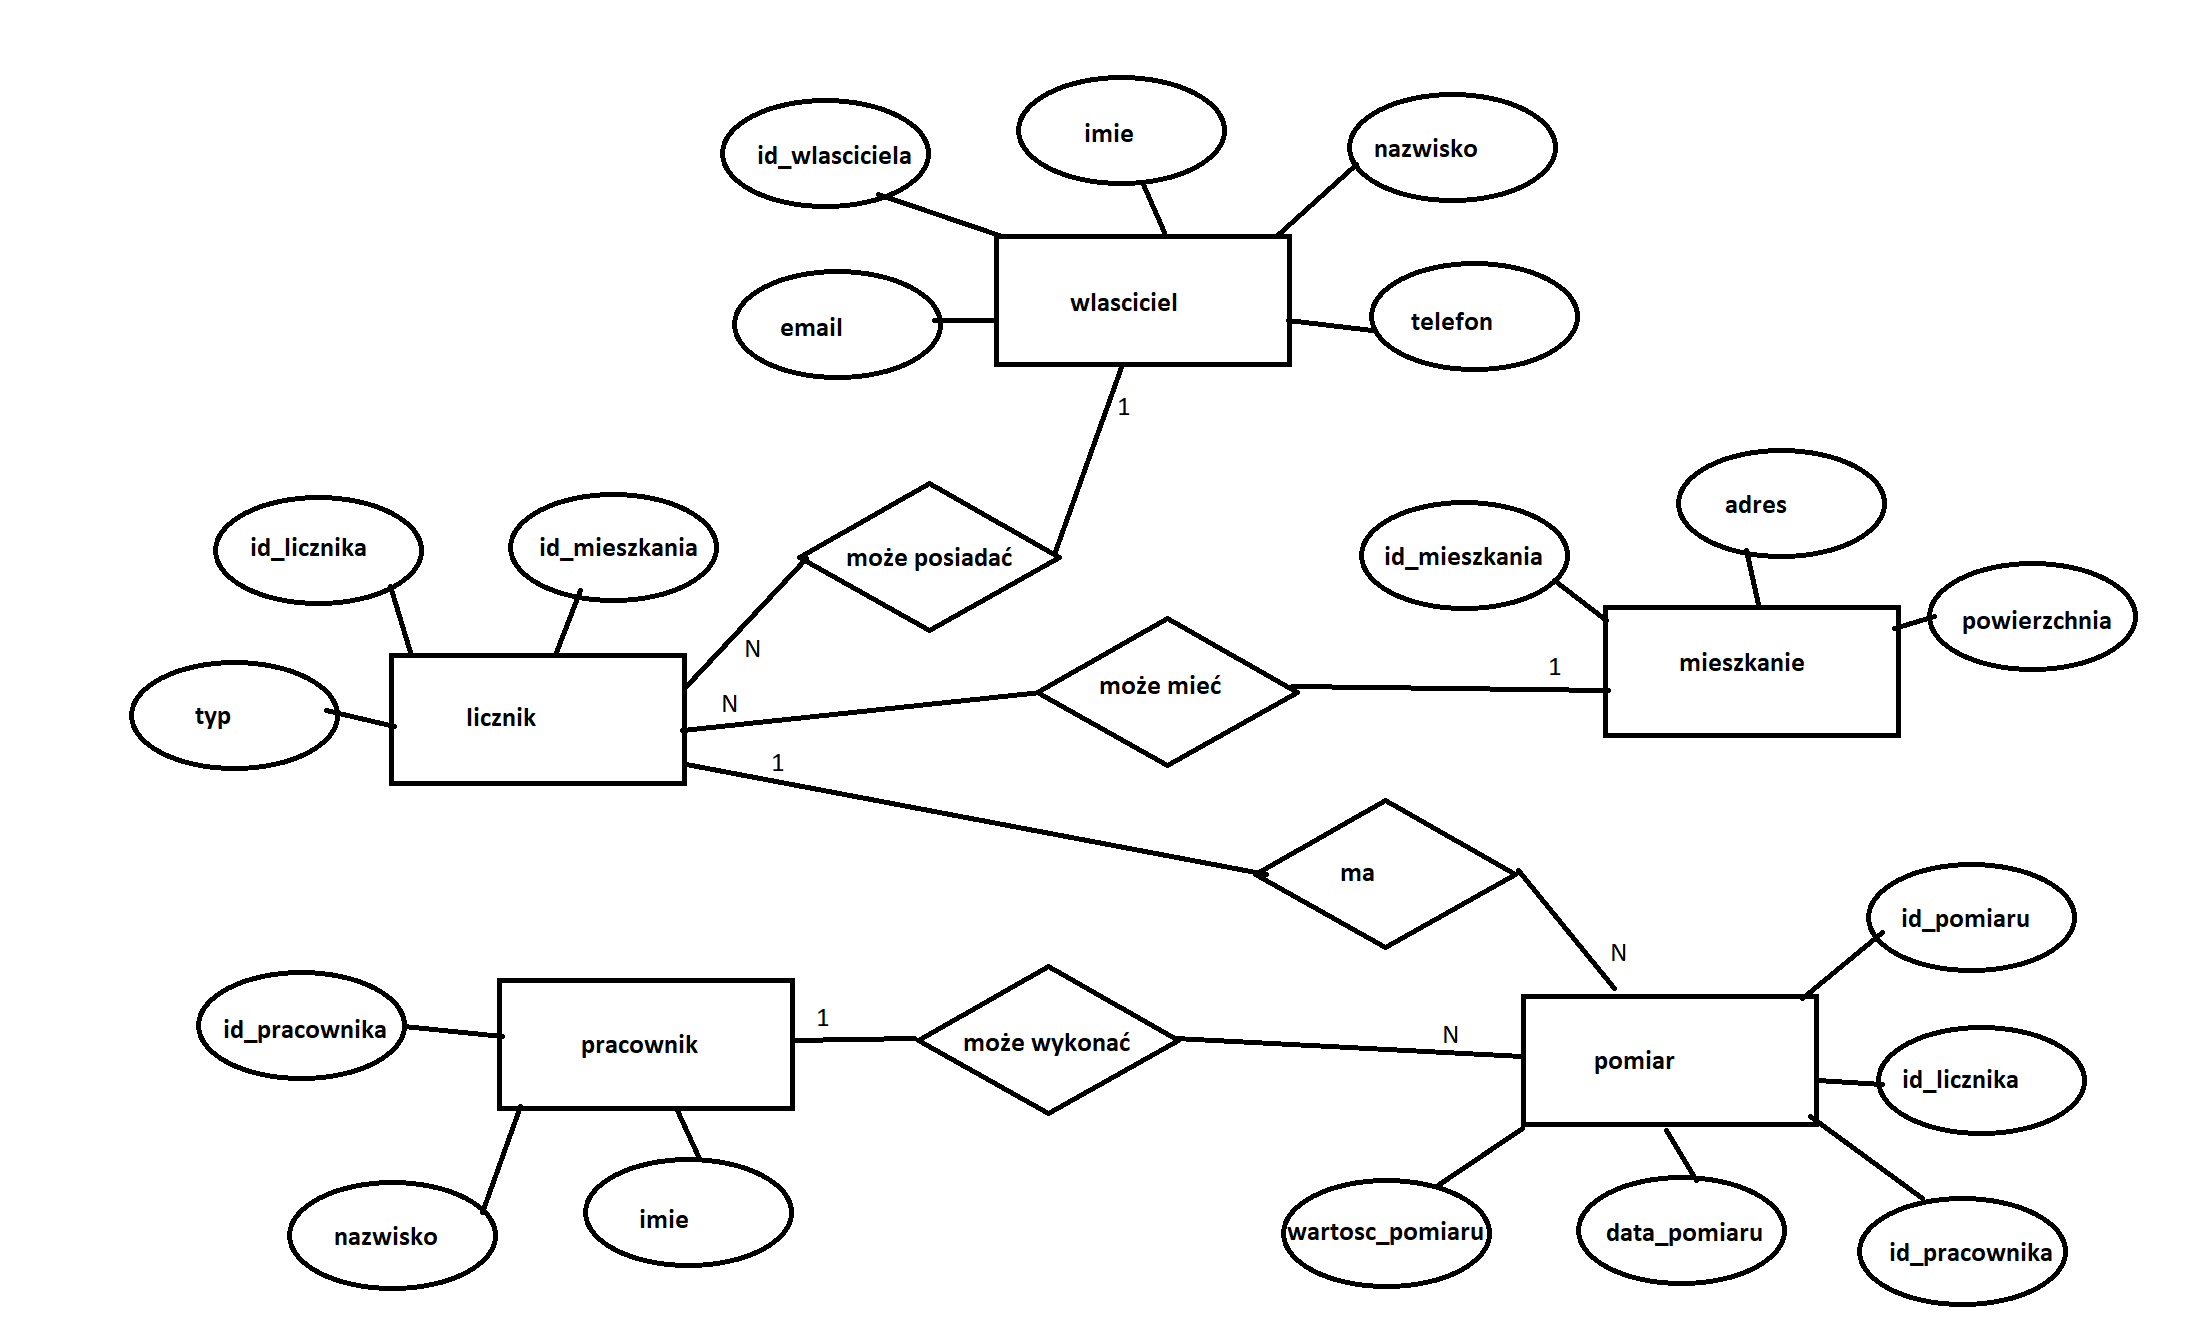 imie
nazwisko
id_wlasciciela
wlasciciel
telefon
email
1
adres
id_licznika
id_mieszkania
może posiadać
id_mieszkania
powierzchnia
N
może mieć
1
mieszkanie
N
typ
licznik
1
ma
id_pomiaru
N
id_pracownika
1
pracownik
może wykonać
N
pomiar
id_licznika
imie
nazwisko
wartosc_pomiaru
data_pomiaru
id_pracownika